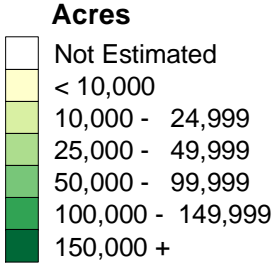 Acres
Not Estimated
< 10,000
10,000 - 24,999
25,000 - 49,999
50,000 - 99,999
100,000 - 149,999
150,000 +